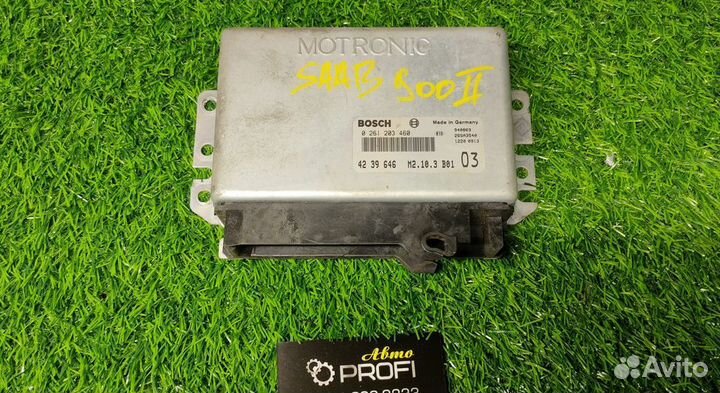 MOTRONIC
SAAB 900 II
BOSCH Made in Germany
0 261 203 460
42 39 646 M2.10.3 B01 03
Авто
PROFI
Avito